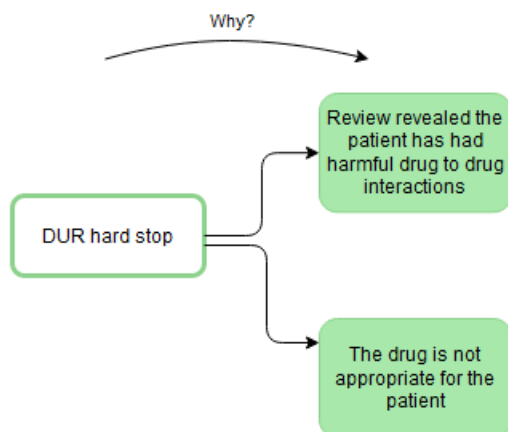 Why?
Review revealed the
patient has had
harmful drug to drug
interactions
DUR hard stop
The drug is not
appropriate for the
patient